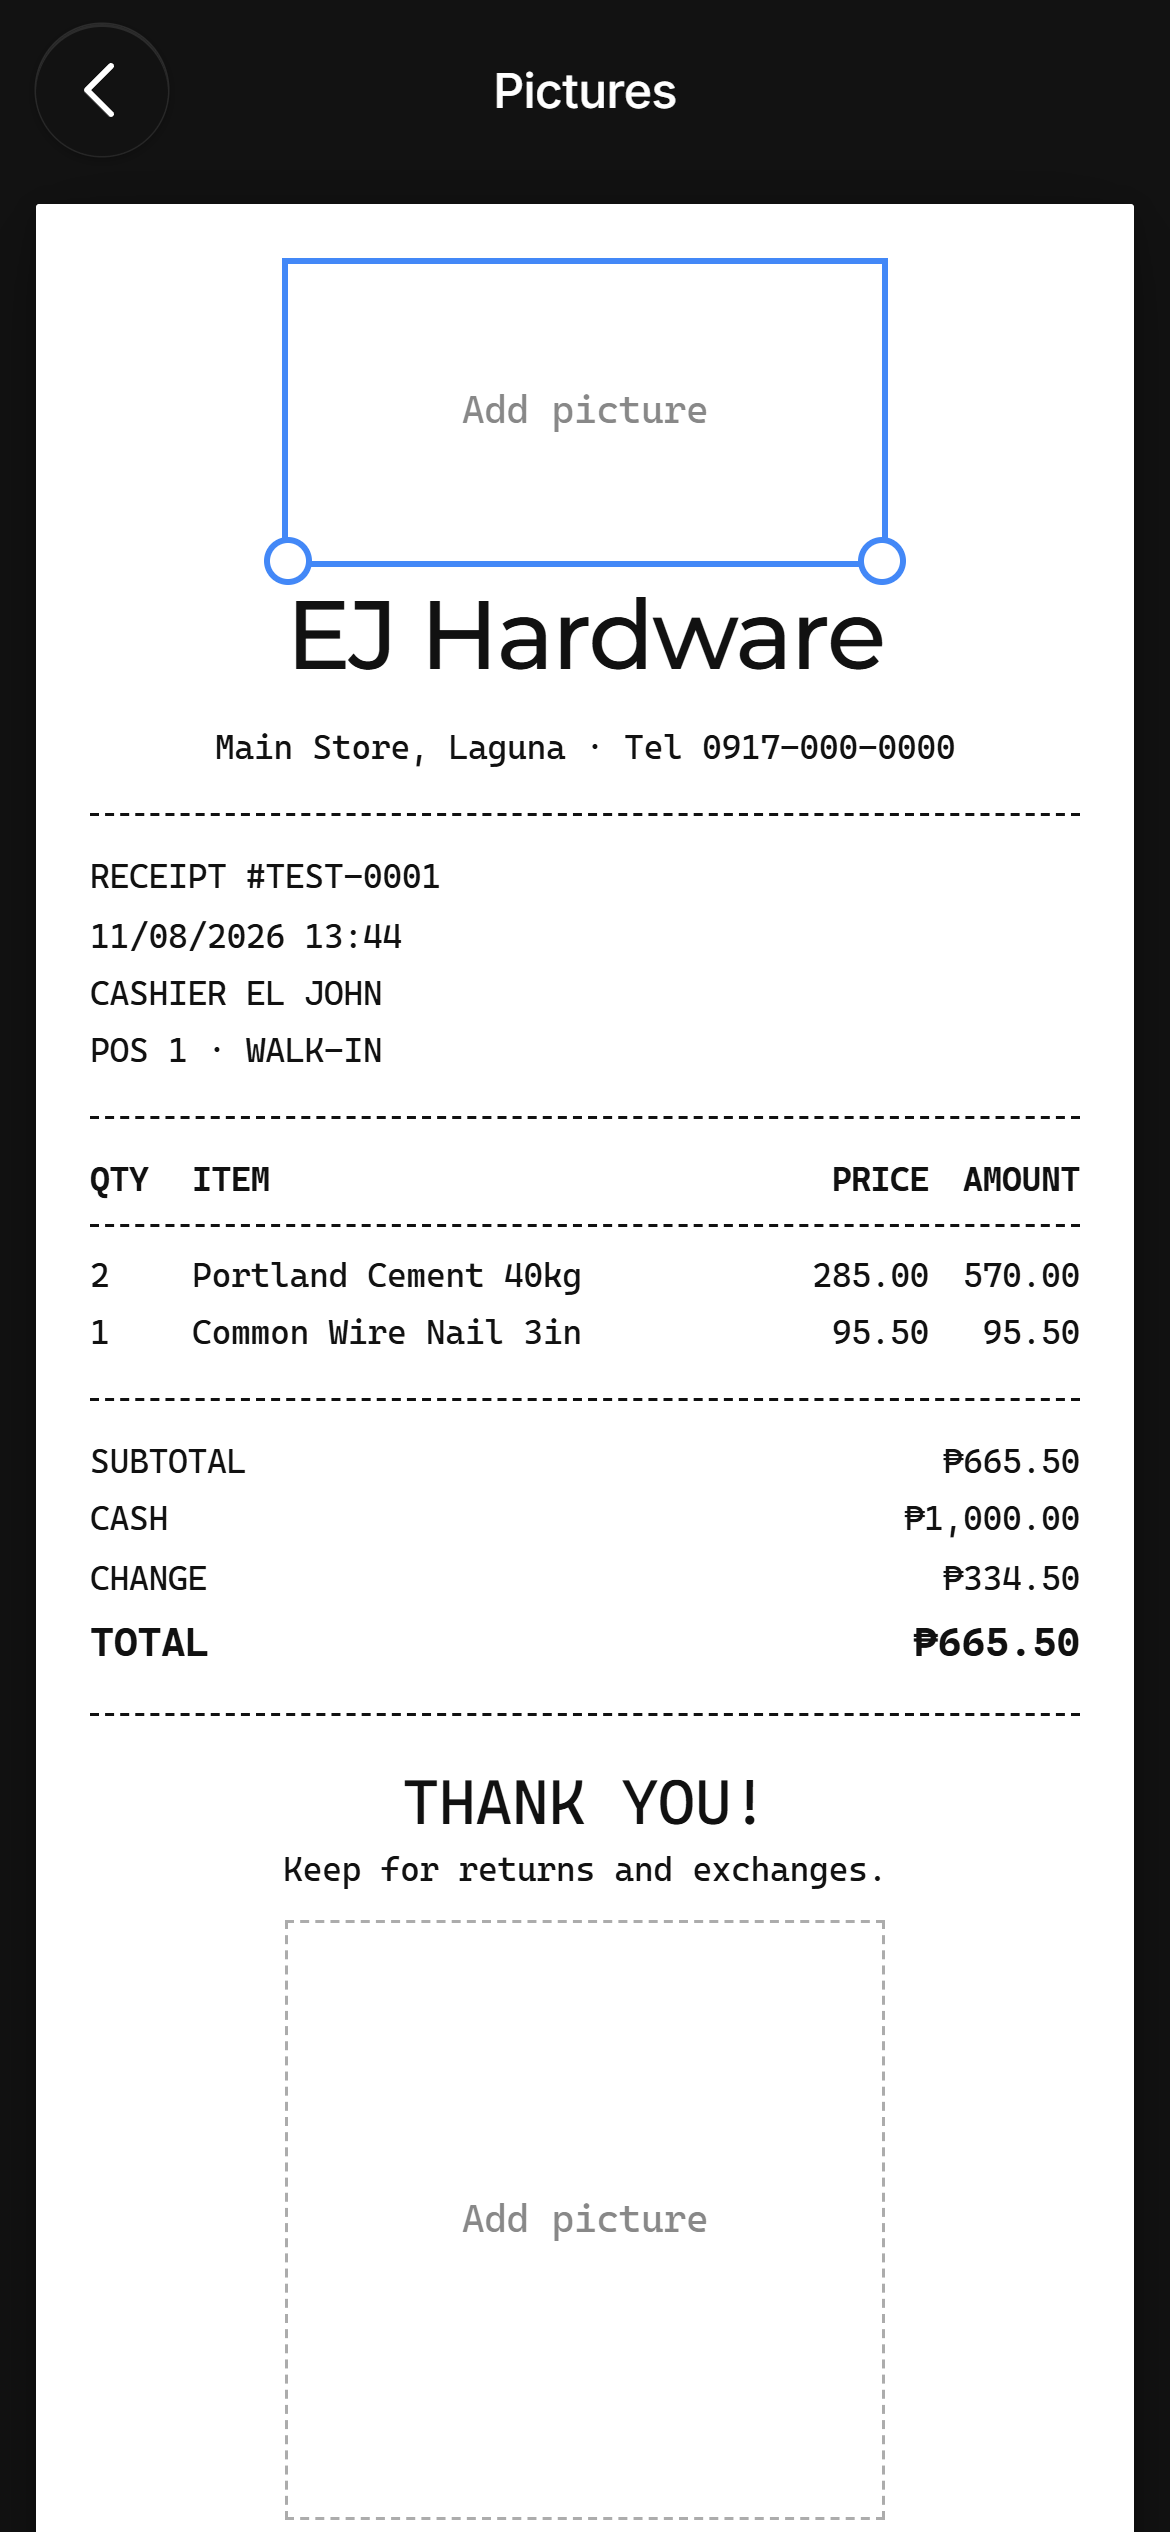 Pictures
Add picture
EJ Hardware
Main Store, Laguna · Tel 0917-000-0000
RECEIPT #TEST-0001
11/08/2026 13:44
CASHIER EL JOHN
POS 1 · WALK-IN
QTY ITEM PRICE AMOUNT
2 Portland Cement 40kg 285.00 570.00
1 Common Wire Nail 3in 95.50 95.50
SUBTOTAL ₱665.50
CASH ₱1,000.00
CHANGE ₱334.50
TOTAL ₱665.50
THANK YOU!
Keep for returns and exchanges.
Add picture